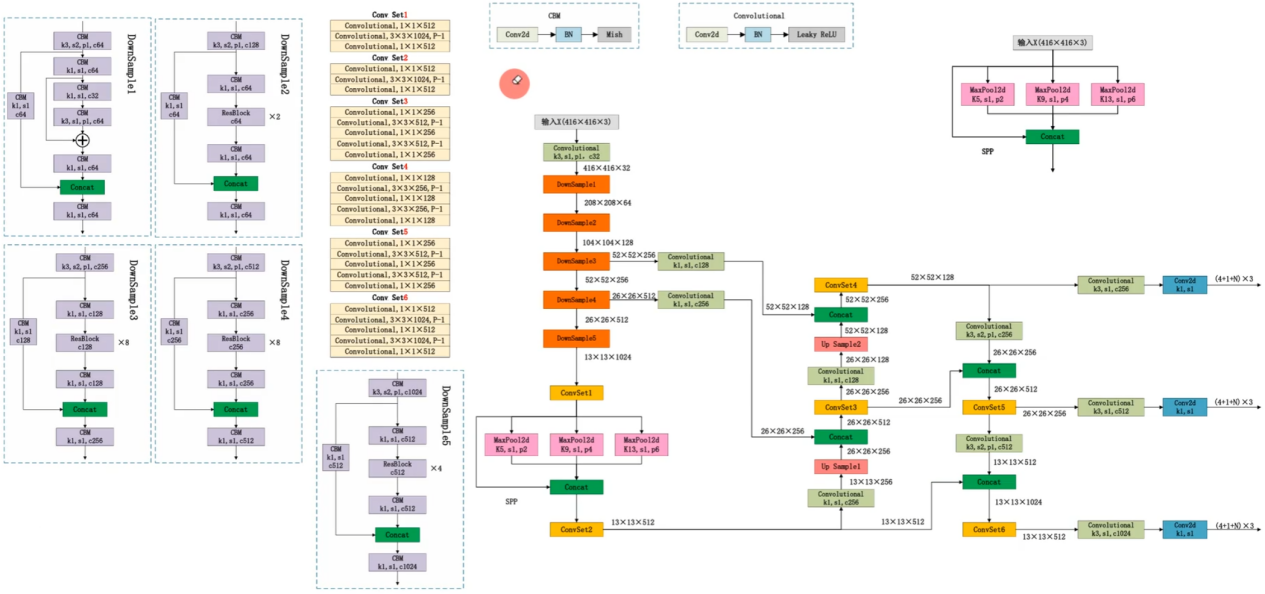 DownSample1
CBM
k3, s2, p1, c64
CBM
k1, s1, c64
CBM
k1, s1, c32
CBM
k3, s1, p1, c64
CBM
k1, s1
c64
CBM
k1, s1, c64
Concat
CBM
k1, s1, c64
DownSample2
CBM
k3, s2, p1, c128
CBM
k1, s1, c64
CBM
k1, s1
c64
ResBlock
c64
×2
CBM
k1, s1, c64
Concat
CBM
k1, s1, c64
DownSample3
CBM
k3, s2, p1, c256
CBM
k1, s1, c128
CBM
k1, s1
c128
ResBlock
c128
×8
CBM
k1, s1, c128
Concat
CBM
k1, s1, c256
DownSample4
CBM
k3, s2, p1, c512
CBM
k1, s1, c256
CBM
k1, s1
c256
ResBlock
c256
×8
CBM
k1, s1, c256
Concat
CBM
k1, s1, c512
Conv Set1
Convolutional, 1×1×512
Convolutional, 3×3×1024, P-1
Convolutional, 1×1×512
Conv Set2
Convolutional, 1×1×512
Convolutional, 3×3×1024, P-1
Convolutional, 1×1×512
Conv Set3
Convolutional, 1×1×256
Convolutional, 3×3×512, P-1
Convolutional, 1×1×256
Convolutional, 3×3×512, P-1
Convolutional, 1×1×256
Conv Set4
Convolutional, 1×1×128
Convolutional, 3×3×256, P-1
Convolutional, 1×1×128
Convolutional, 3×3×256, P-1
Convolutional, 1×1×128
Conv Set5
Convolutional, 1×1×256
Convolutional, 3×3×512, P-1
Convolutional, 1×1×256
Convolutional, 3×3×512, P-1
Convolutional, 1×1×256
Conv Set6
Convolutional, 1×1×512
Convolutional, 3×3×1024, P-1
Convolutional, 1×1×512
Convolutional, 3×3×1024, P-1
Convolutional, 1×1×512
DownSample5
CBM
k3, s2, p1, c1024
CBM
k1, s1, c512
CBM
k1, s1
c512
ResBlock
c512
×4
CBM
k1, s1, c512
Concat
CBM
k1, s1, c1024
CBM
Conv2d
BN
Mish
Convolutional
Conv2d
BN
Leaky ReLU
输入X(416×416×3)
MaxPool2d
K5, s1, p2
MaxPool2d
K9, s1, p4
MaxPool2d
K13, s1, p6
Concat
SPP
输入X(416×416×3)
Convolutional
k3, s1, p1, c32
416×416×32
DownSample1
208×208×64
DownSample2
104×104×128
DownSample3
52×52×256
Convolutional
k1, s1, c128
52×52×256
DownSample4
26×26×512
Convolutional
k1, s1, c256
26×26×512
DownSample5
13×13×1024
ConvSet1
MaxPool2d
K5, s1, p2
MaxPool2d
K9, s1, p4
MaxPool2d
K13, s1, p6
Concat
SPP
ConvSet2
13×13×512
ConvSet4
52×52×256
52×52×128
Concat
52×52×128
Up Sample2
26×26×128
Convolutional
k1, s1, c128
26×26×256
ConvSet3
26×26×256
26×26×512
Concat
26×26×256
26×26×256
Up Sample1
13×13×256
Convolutional
k1, s1, c256
52×52×128
Convolutional
k3, s1, c256
Conv2d
k1, s1
(4+1+N)×3
Convolutional
k3, s2, p1, c256
26×26×256
Concat
26×26×512
ConvSet5
26×26×256
Convolutional
k3, s1, c512
Conv2d
k1, s1
(4+1+N)×3
Convolutional
k3, s2, p1, c512
13×13×512
Concat
13×13×1024
13×13×512
ConvSet6
13×13×512
Convolutional
k3, s1, c1024
Conv2d
k1, s1
(4+1+N)×3